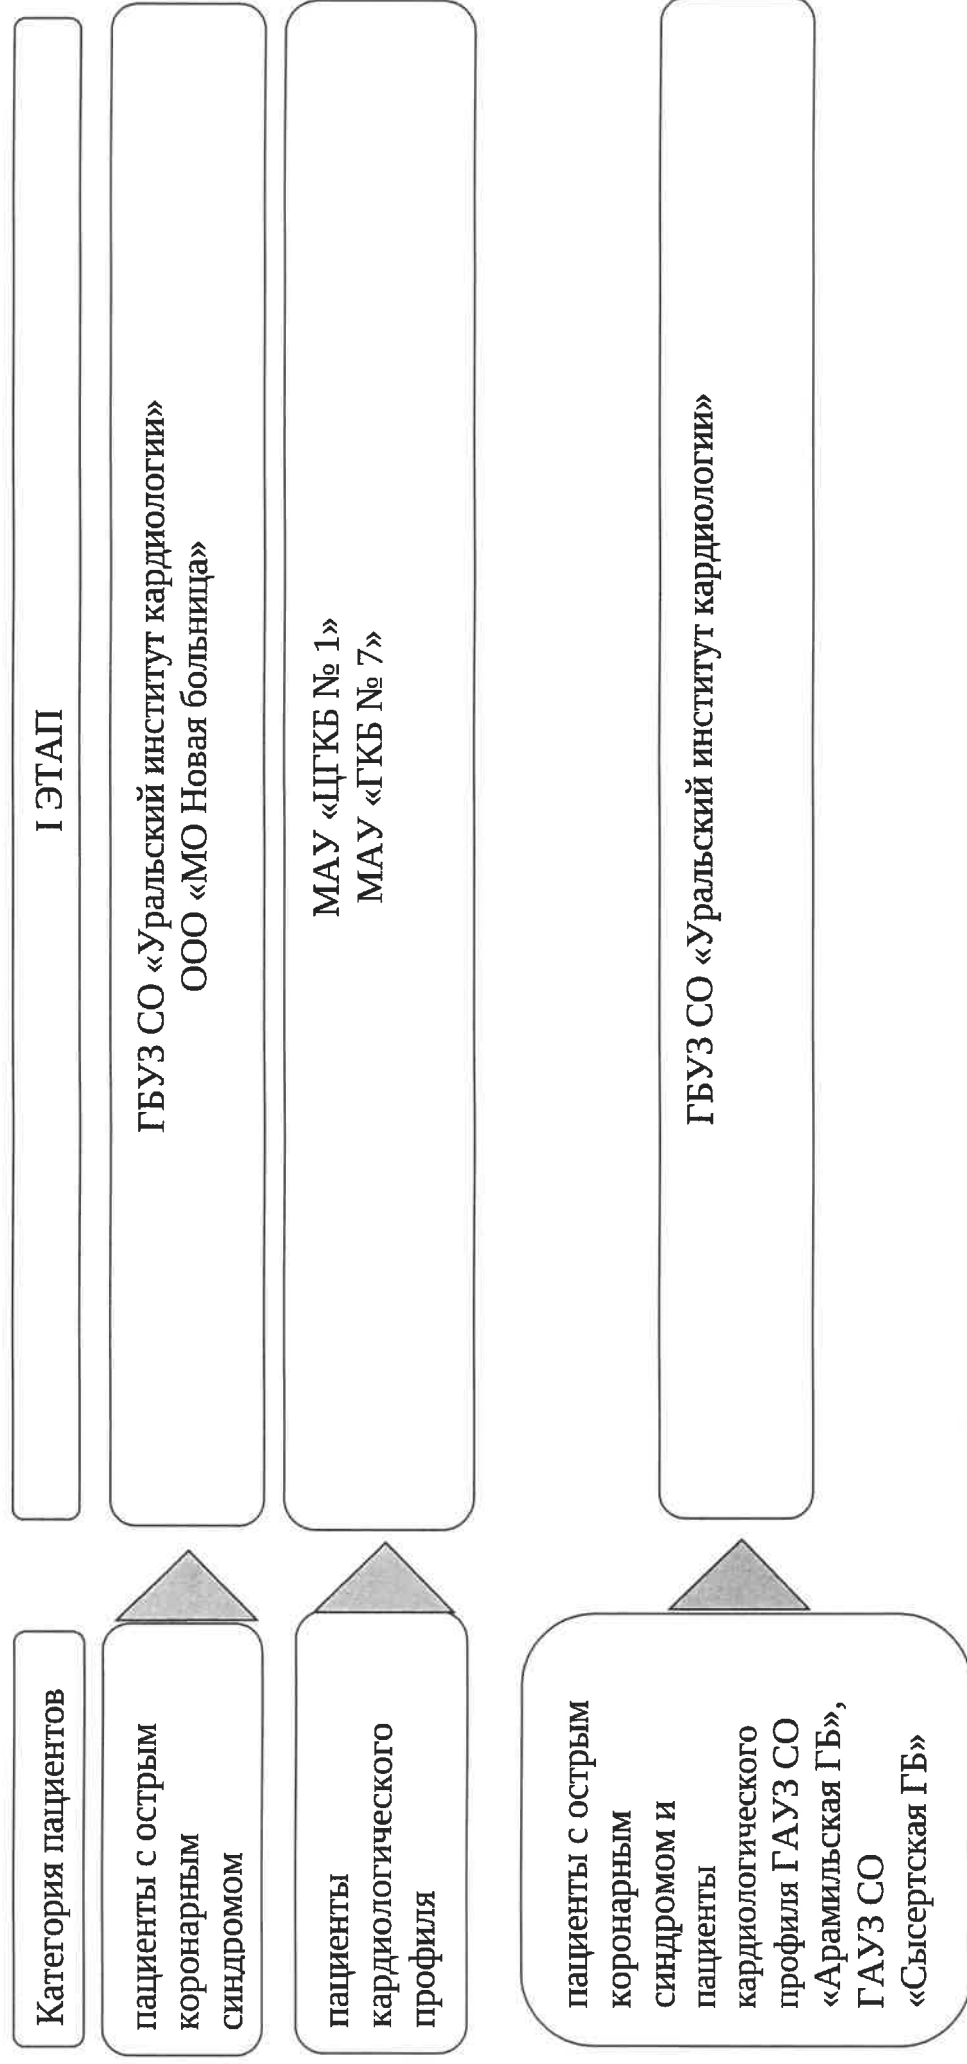 Категория пациентов
I ЭТАП
пациенты с острым
коронарным
синдромом
ГБУЗ СО «Уральский институт кардиологии»
ООО «МО Новая больница»
пациенты
кардиологического
профиля
МАУ «ЦГКБ № 1»
МАУ «ГКБ № 7»
пациенты с острым
коронарным
синдромом и
пациенты
кардиологического
профиля ГАУЗ СО
«Арамильская ГБ»,
ГАУЗ СО
«Сысертская ГБ»
ГБУЗ СО «Уральский институт кардиологии»